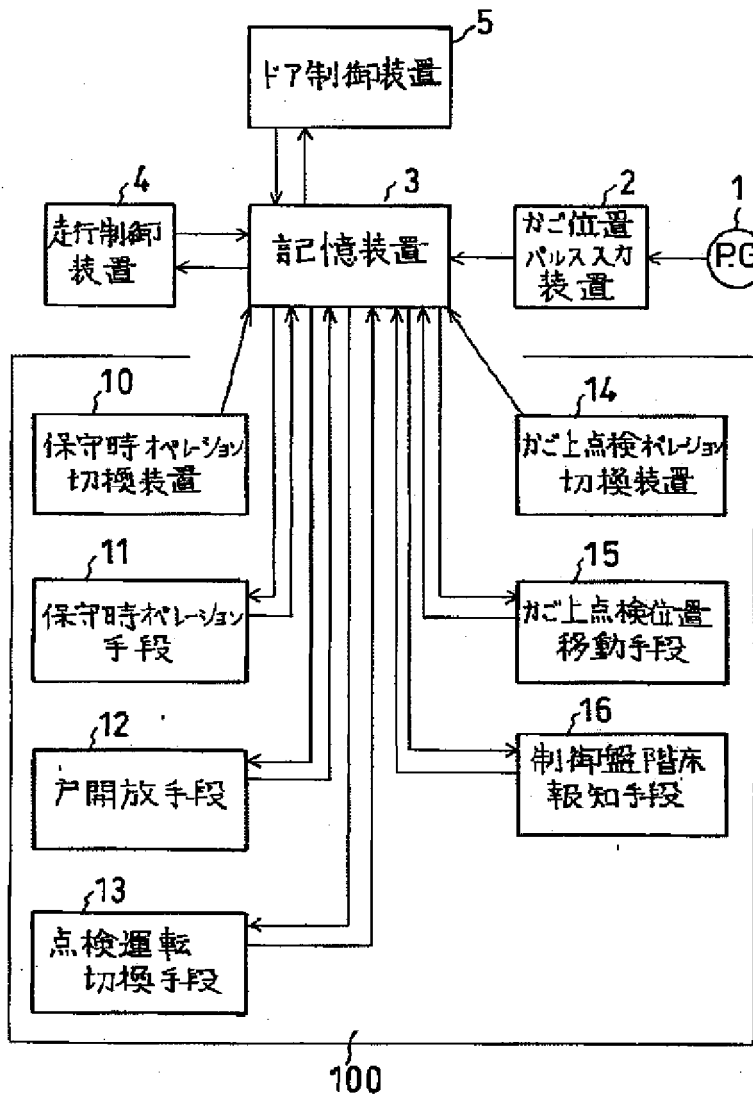 5
ドア制御装置
4
走行制御
装置
3
記憶装置
2
かご位置
パルス入力
装置
1
P.G
10
保守時オペレーション
切換装置
14
かご上点検オペレーション
切換装置
11
保守時オペレーション
手段
15
かご上点検位置
移動手段
12
戸開放手段
16
制御盤階床
報知手段
13
点検運転
切換手段
100